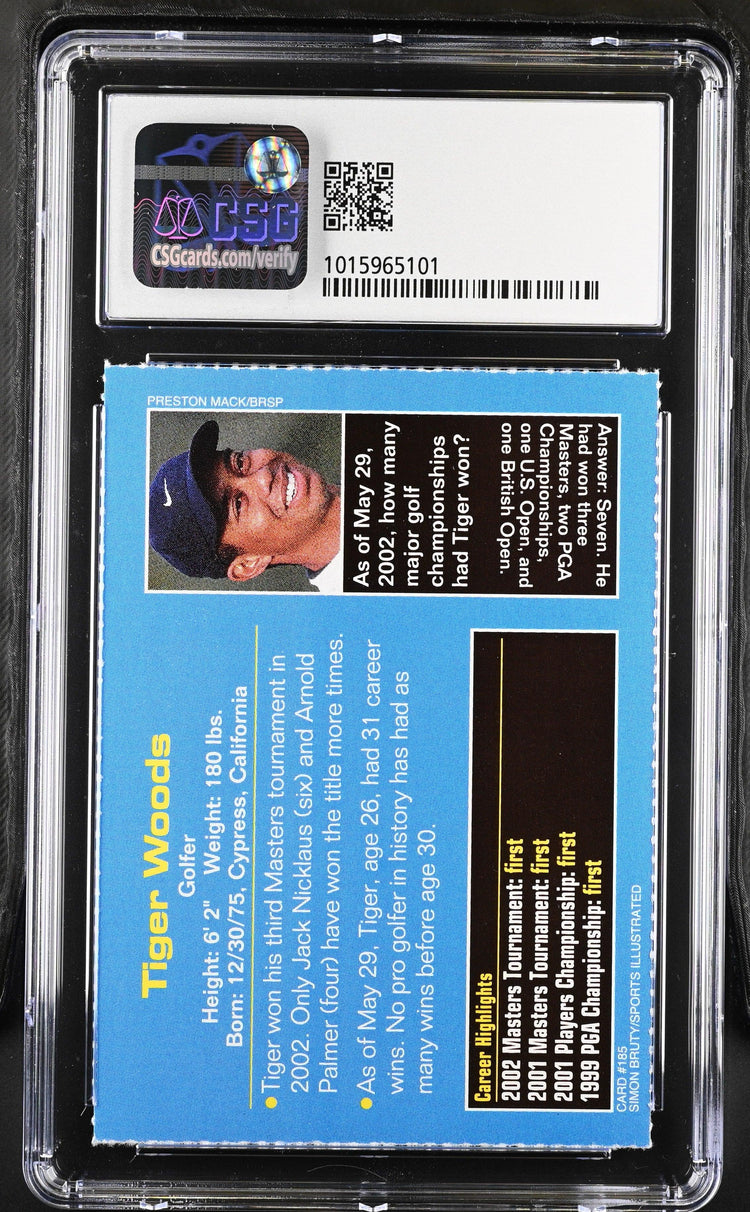 CSG
CSGcards.com/verify
1015965101
PRESTON MACK/BRSP
As of May 29,
2002, how many
major golf
championships
had Tiger won?
Answer: Seven. He
had won three
Masters, two PGA
Championships,
one U.S. Open, and
one British Open.
Tiger Woods
Golfer
Height: 6' 2" Weight: 180 lbs.
Born: 12/30/75, Cypress, California
•Tiger won his third Masters tournament in
2002. Only Jack Nicklaus (six) and Arnold
Palmer (four) have won the title more times.
•As of May 29, Tiger, age 26, had 31 career
wins. No pro golfer in history has had as
many wins before age 30.
Career Highlights
2002 Masters Tournament: first
2001 Masters Tournament: first
2001 Players Championship: first
1999 PGA Championship: first
CARD #185
SIMON BRUTY/SPORTS ILLUSTRATED